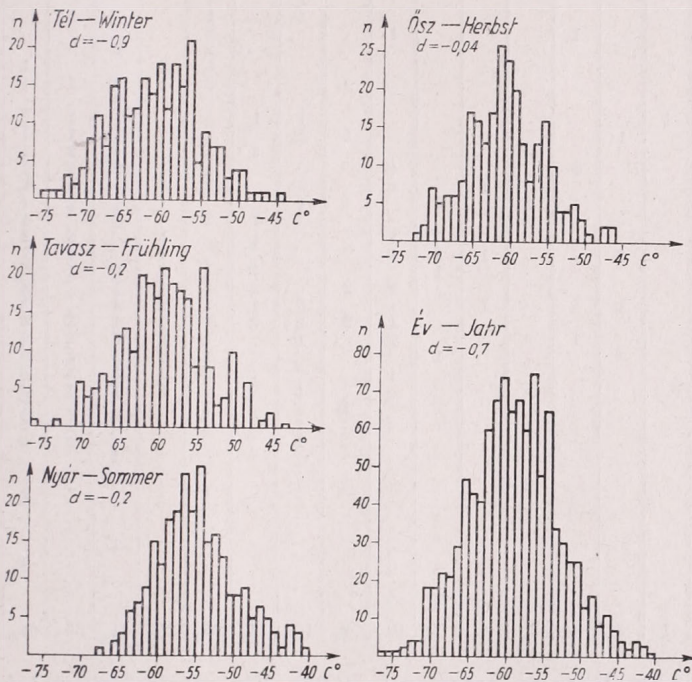 n Tél — Winter
d = −0,9
20
15
10
5
−75 −70 −65 −60 −55 −50 −45 C°
n Tavasz — Frühling
d = −0,2
20
15
10
5
−75 70 −65 60 −65 55 50 45 C°
n Nyár — Sommer
d = −0,2
20
15
10
5
−75 −70 −65 −60 −55 −50 −45 −40 C°
n Ősz — Herbst
d = −0,04
25
20
15
10
5
−75 −70 −65 −60 −55 −50 −45 C°
n Év — Jahr
d = −0,7
80
70
60
50
40
30
20
10
−75 −70 −65 −60 −55 −50 −45 −40 C°